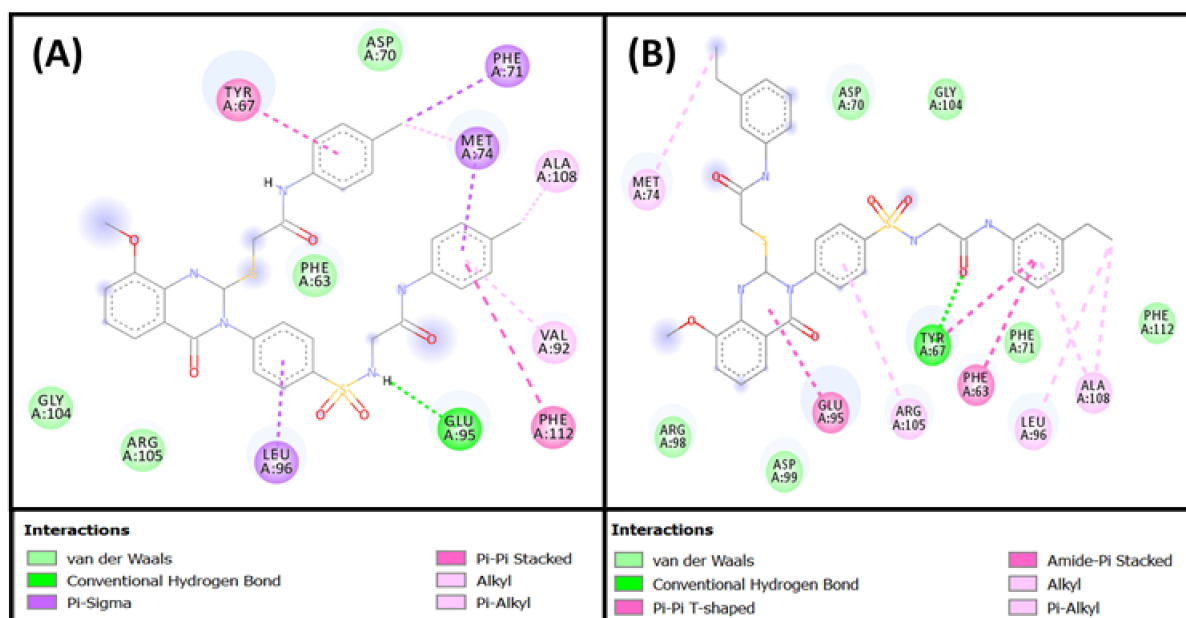 (A)
ASP
A:70
PHE
A:71
TYR
A:67
MET
A:74
ALA
A:108
H
N
O
O
S
PHE
A:63
N
N
O
N
O
VAL
A:92
N
H
S
O
O
GLY
A:104
ARG
A:105
LEU
A:96
GLU
A:95
PHE
A:112
Interactions
van der Waals
Conventional Hydrogen Bond
Pi-Sigma
Pi-Pi Stacked
Alkyl
Pi-Alkyl
(B)
ASP
A:70
GLY
A:104
MET
A:74
O
N
O
O
S
N
N
S
O
N
N
O
O
TYR
A:67
PHE
A:71
PHE
A:112
PHE
A:63
ALA
A:108
GLU
A:95
ARG
A:105
LEU
A:96
ARG
A:98
ASP
A:99
Interactions
van der Waals
Conventional Hydrogen Bond
Pi-Pi T-shaped
Amide-Pi Stacked
Alkyl
Pi-Alkyl